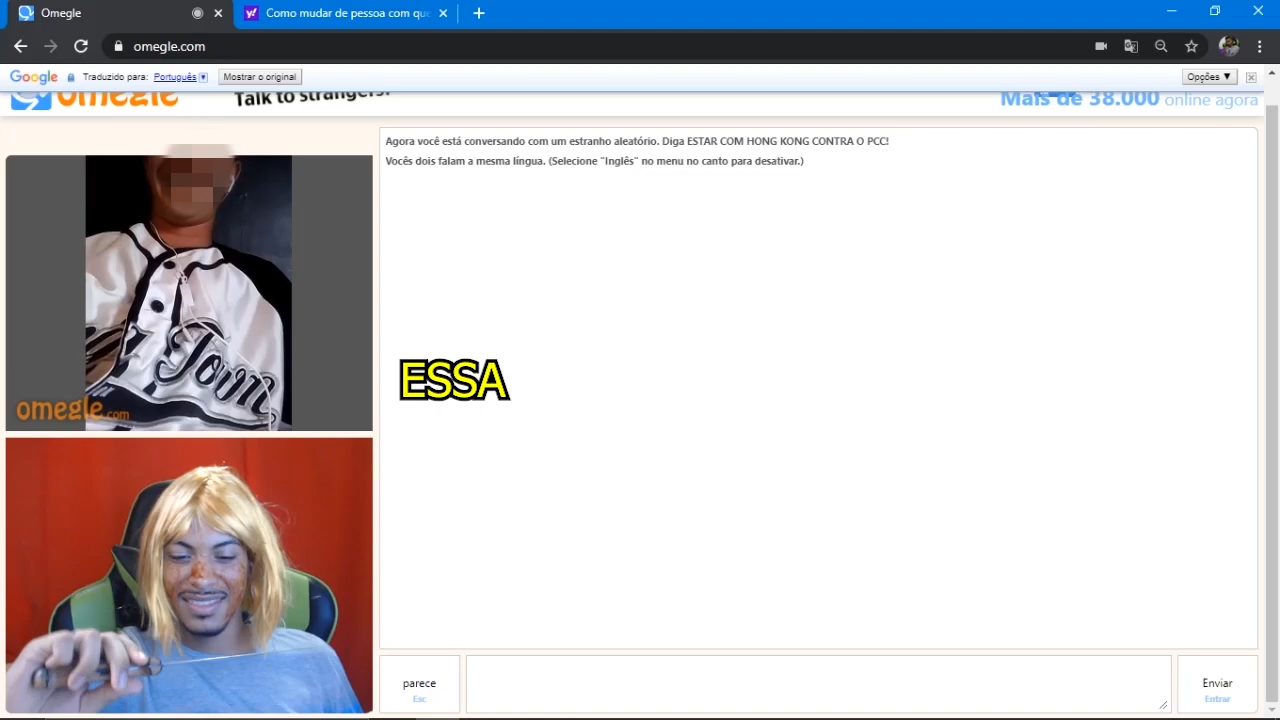 Omegle
Como mudar de pessoa com que
omegle.com
Google Traduzido para: Português Mostrar o original Opções ▼
omegle Talk to strangers! Mais de 38.000 online agora
Agora você está conversando com um estranho aleatório. Diga ESTAR COM HONG KONG CONTRA O PCC!
Vocês dois falam a mesma língua. (Selecione "Inglês" no menu no canto para desativar.)
Town
omegle.com
ESSA
parece
Esc
Enviar
Entrar